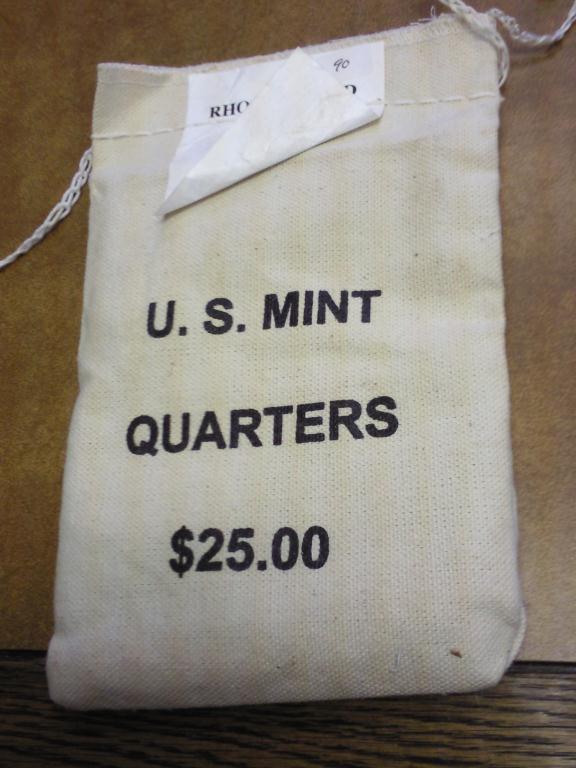 90
RHO D
U. S. MINT
QUARTERS
$25.00